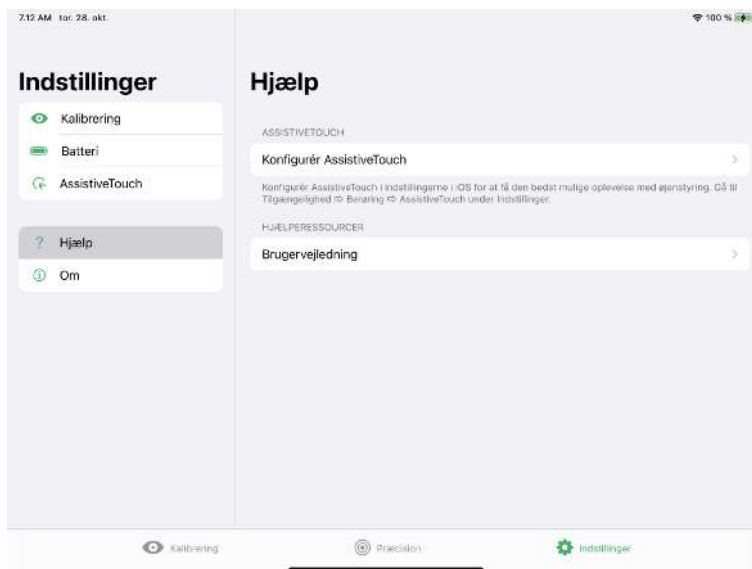 7.12 AM tor. 28. okt.
100 %
Indstillinger
Kalibrering
Batteri
AssistiveTouch
Hjælp
Om
Hjælp
ASSISTIVETOUCH
Konfigurér AssistiveTouch
Konfigurér AssistiveTouch i indstillingerne i iOS for at få den bedst mulige oplevelse med øjenstyring. Gå til
Tilgængelighed ⇨ Berøring ⇨ AssistiveTouch under Indstillinger.
HJÆLPERESSOURCER
Brugervejledning
Kalibrering
Præcision
Indstillinger